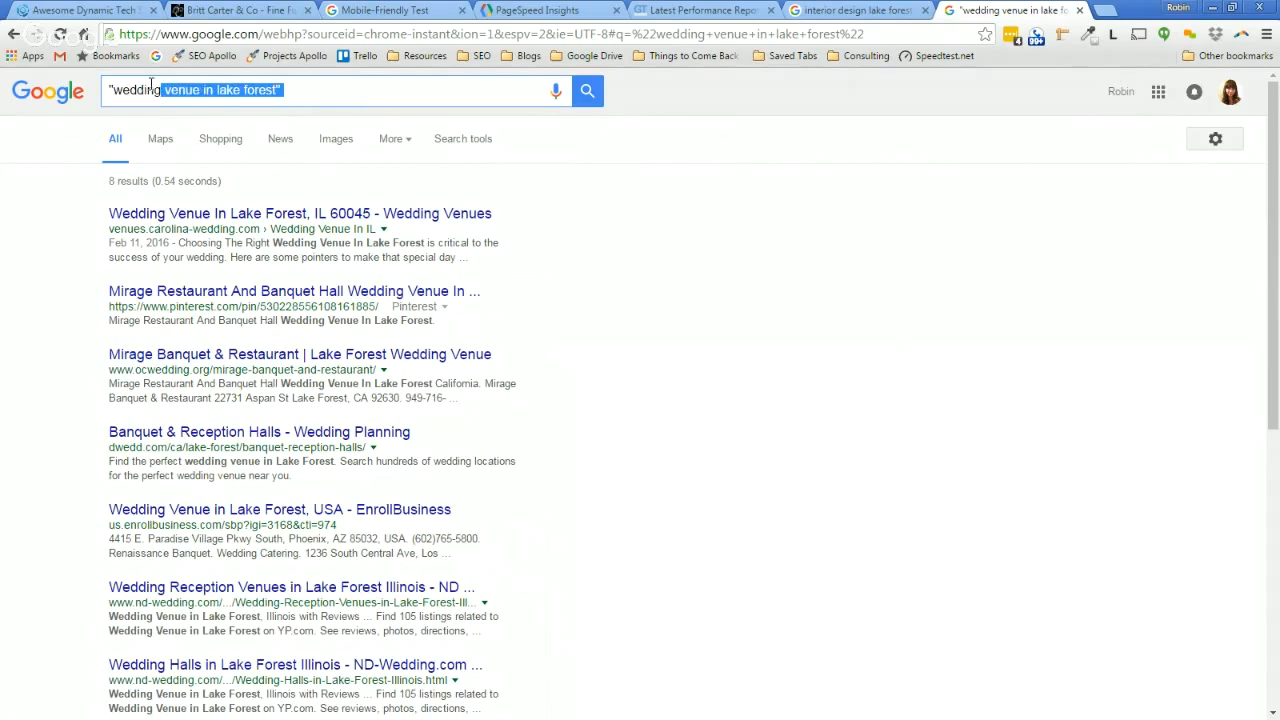 Awesome Dynamic Tech
Britt Carter & Co - Fine F
Mobile-Friendly Test
PageSpeed Insights
Latest Performance Repor
interior design lake forest
"wedding venue in lake fo
Robin
https://www.google.com/webhp?sourceid=chrome-instant&ion=1&espv=2&ie=UTF-8#q=%22wedding+venue+in+lake+forest%22
Apps
Bookmarks
SEO Apollo
Projects Apollo
Trello
Resources
SEO
Blogs
Google Drive
Things to Come Back
Saved Tabs
Consulting
Speedtest.net
Other bookmarks
Google
"wedding venue in lake forest"
Robin
All
Maps
Shopping
News
Images
More
Search tools
8 results (0.54 seconds)
Wedding Venue In Lake Forest, IL 60045 - Wedding Venues
venues.carolina-wedding.com › Wedding Venue In IL
Feb 11, 2016 - Choosing The Right Wedding Venue In Lake Forest is critical to the
success of your wedding. Here are some pointers to make that special day ...
Mirage Restaurant And Banquet Hall Wedding Venue In ...
https://www.pinterest.com/pin/530228556108161885/ Pinterest
Mirage Restaurant And Banquet Hall Wedding Venue In Lake Forest.
Mirage Banquet & Restaurant | Lake Forest Wedding Venue
www.ocwedding.org/mirage-banquet-and-restaurant/
Mirage Restaurant And Banquet Hall Wedding Venue In Lake Forest California. Mirage
Banquet & Restaurant 22731 Aspan St Lake Forest, CA 92630. 949-716- ...
Banquet & Reception Halls - Wedding Planning
dwedd.com/ca/lake-forest/banquet-reception-halls/
Find the perfect wedding venue in Lake Forest. Search hundreds of wedding locations
for the perfect wedding venue near you.
Wedding Venue in Lake Forest, USA - EnrollBusiness
us.enrollbusiness.com/sbp?igi=3168&cti=974
4415 E. Paradise Village Pkwy South, Phoenix, AZ 85032, USA. (602)765-5800.
Renaissance Banquet. Wedding Catering. 1236 South Central Ave, Los ...
Wedding Reception Venues in Lake Forest Illinois - ND ...
www.nd-wedding.com/.../Wedding-Reception-Venues-in-Lake-Forest-Ill...
Wedding Venue in Lake Forest, Illinois with Reviews ... Find 105 listings related to
Wedding Venue in Lake Forest on YP.com. See reviews, photos, directions, ...
Wedding Halls in Lake Forest Illinois - ND-Wedding.com ...
www.nd-wedding.com/.../Wedding-Halls-in-Lake-Forest-Illinois.html
Wedding Venue in Lake Forest, Illinois with Reviews ... Find 105 listings related to
Wedding Venue in Lake Forest on YP.com. See reviews, photos, directions, ...